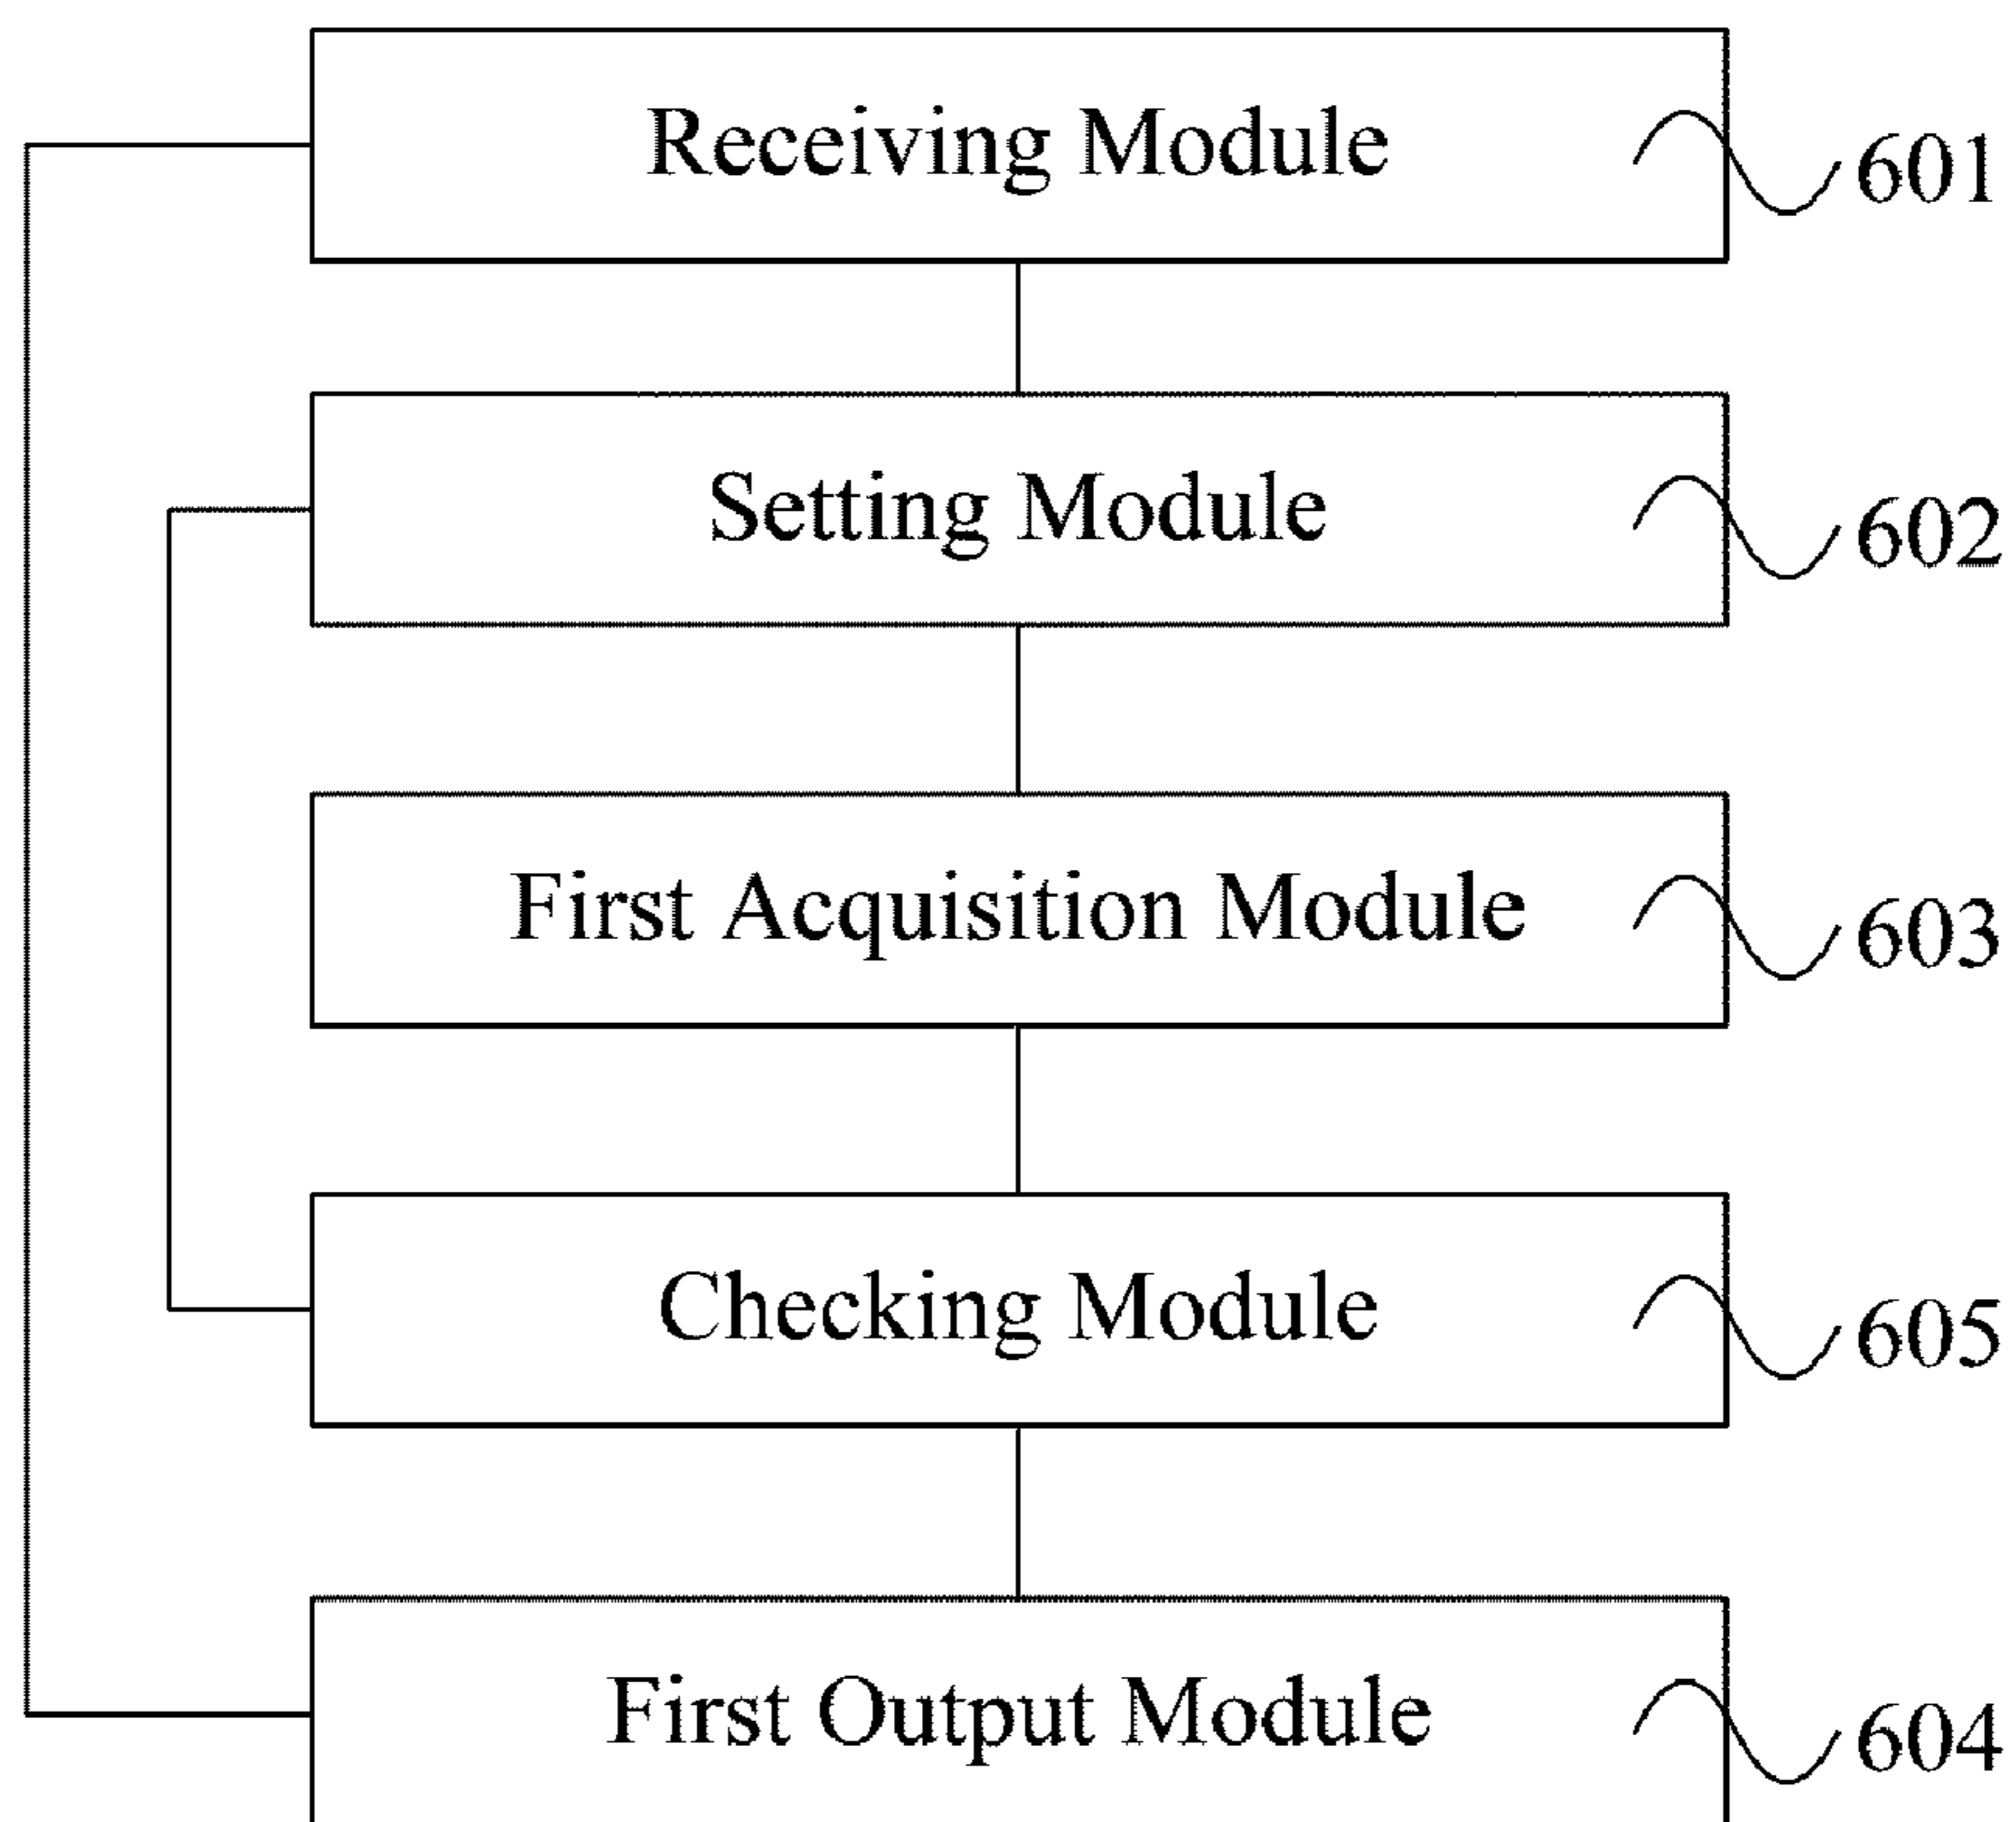 Receiving Module 601
Setting Module 602
First Acquisition Module 603
Checking Module 605
First Output Module 604